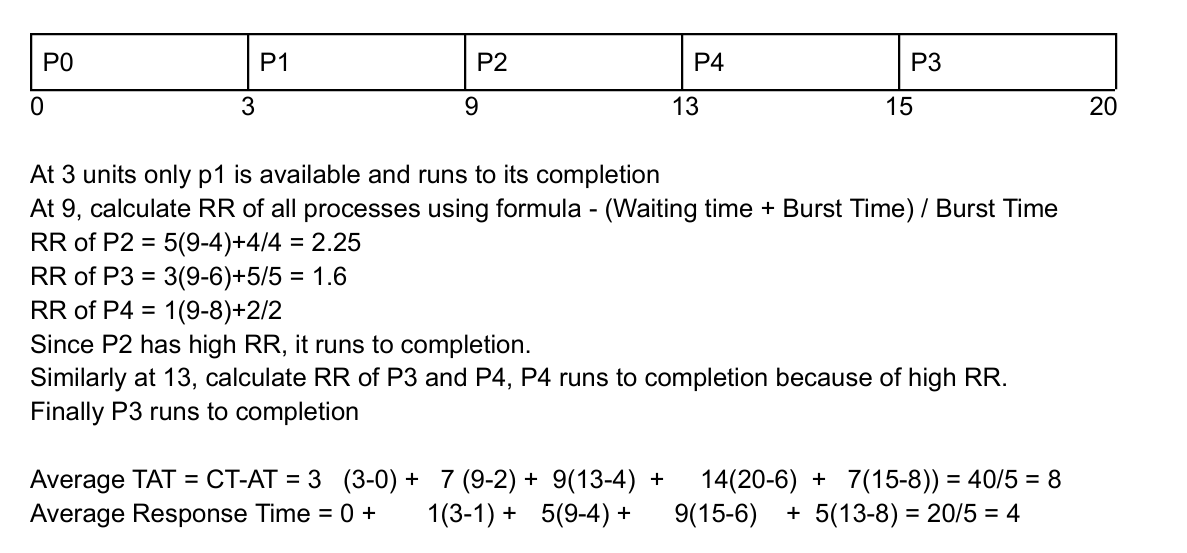 P0 P1 P2 P4 P3
0 3 9 13 15 20
At 3 units only p1 is available and runs to its completion
At 9, calculate RR of all processes using formula - (Waiting time + Burst Time) / Burst Time
RR of P2 = 5(9-4)+4/4 = 2.25
RR of P3 = 3(9-6)+5/5 = 1.6
RR of P4 = 1(9-8)+2/2
Since P2 has high RR, it runs to completion.
Similarly at 13, calculate RR of P3 and P4, P4 runs to completion because of high RR.
Finally P3 runs to completion
Average TAT = CT-AT = 3 (3-0) + 7 (9-2) + 9(13-4) + 14(20-6) + 7(15-8)) = 40/5 = 8
Average Response Time = 0 + 1(3-1) + 5(9-4) + 9(15-6) + 5(13-8) = 20/5 = 4